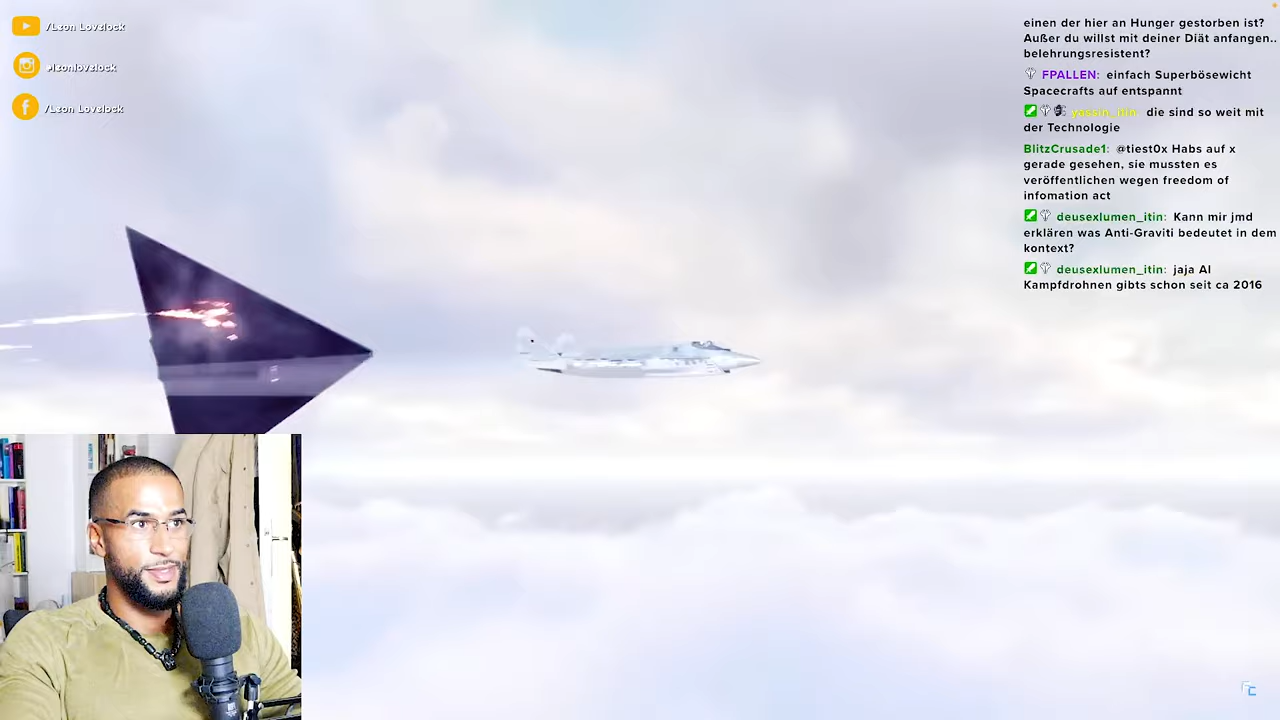 /Leon Lovelock
einen der hier an Hunger gestorben ist?
Außer du willst mit deiner Diät anfangen..
belehrungsresistent?
leonlovelock
FPALLEN: einfach Superbösewicht
Spacecrafts auf entspannt
/Leon Lovelock
yassin_itin: die sind so weit mit
der Technologie
BlitzCrusade1: @tiest0x Habs auf x
gerade gesehen, sie mussten es
veröffentlichen wegen freedom of
infomation act
deusexlumen_itin: Kann mir jmd
erklären was Anti-Graviti bedeutet in dem
kontext?
deusexlumen_itin: jaja AI
Kampfdrohnen gibts schon seit ca 2016